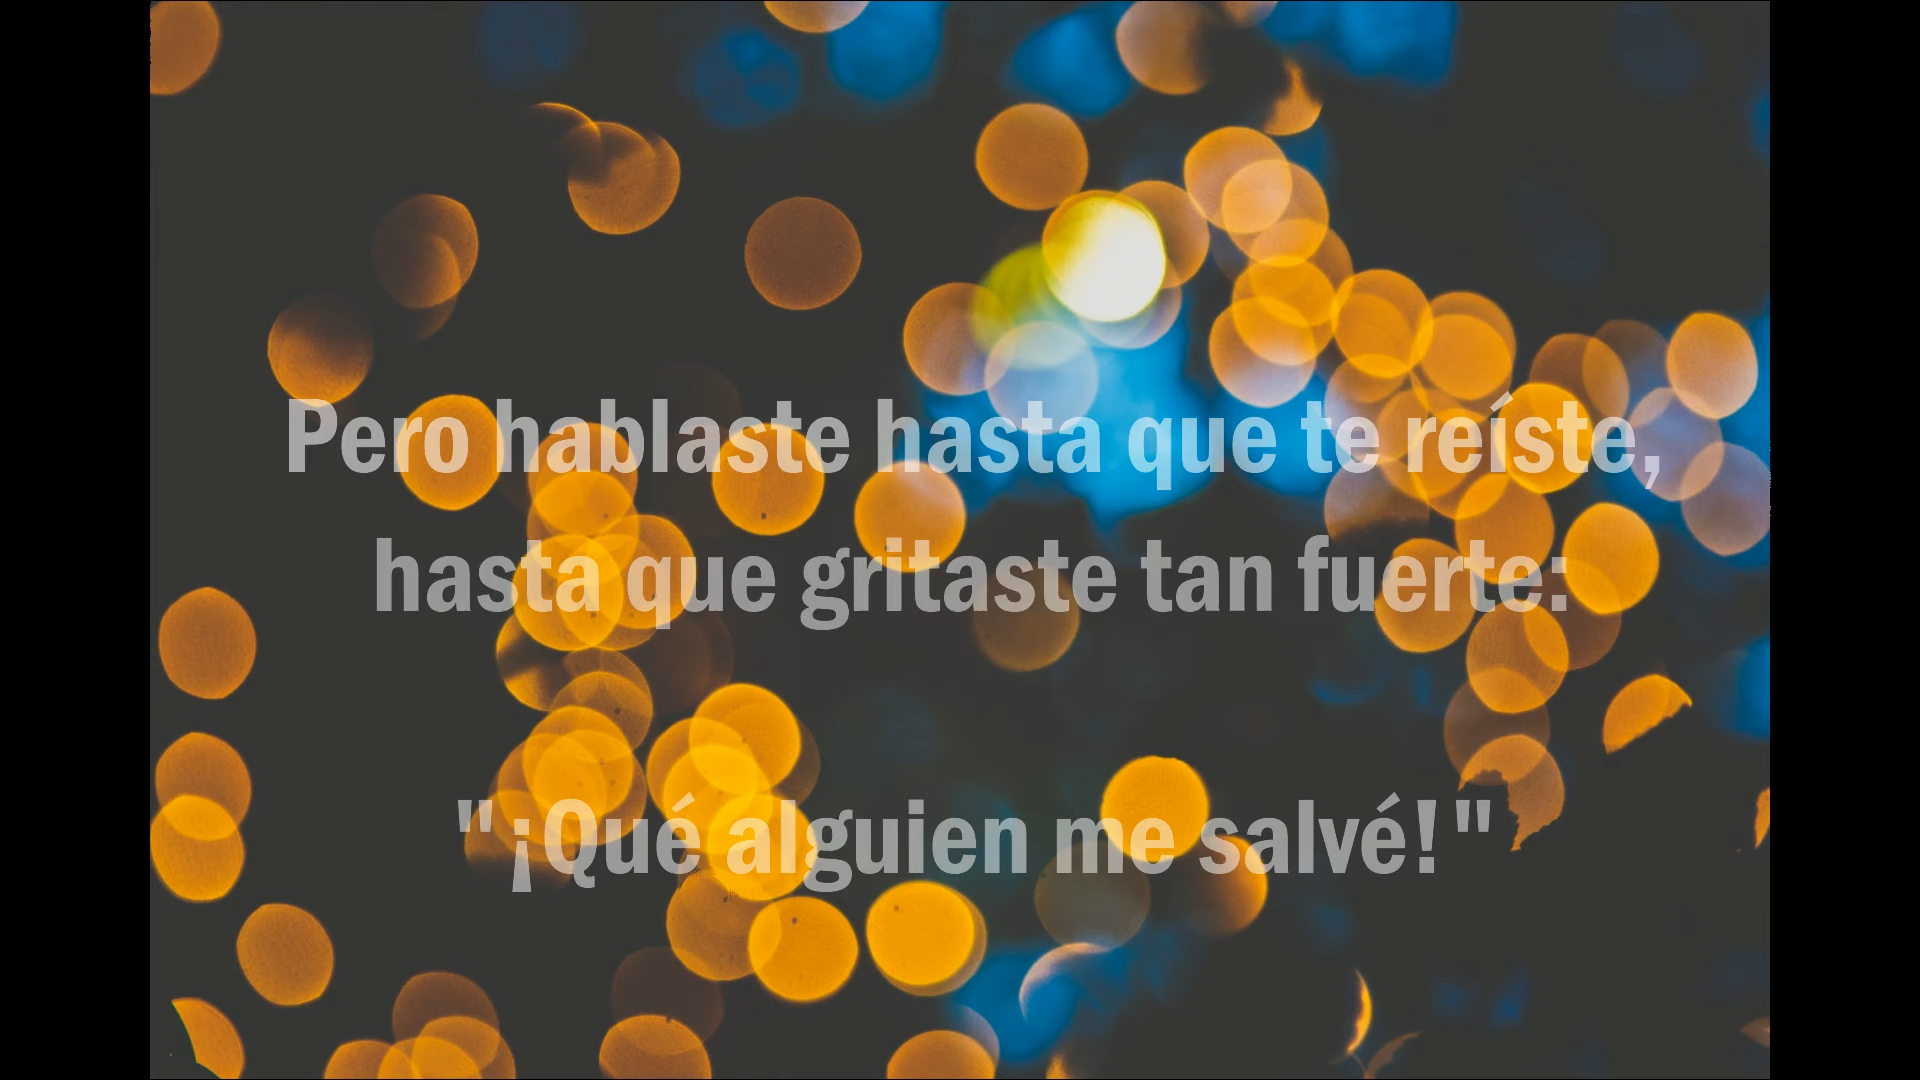 Pero hablaste hasta que te reíste,
hasta que gritaste tan fuerte:
"¡Qué alguien me salvé!"